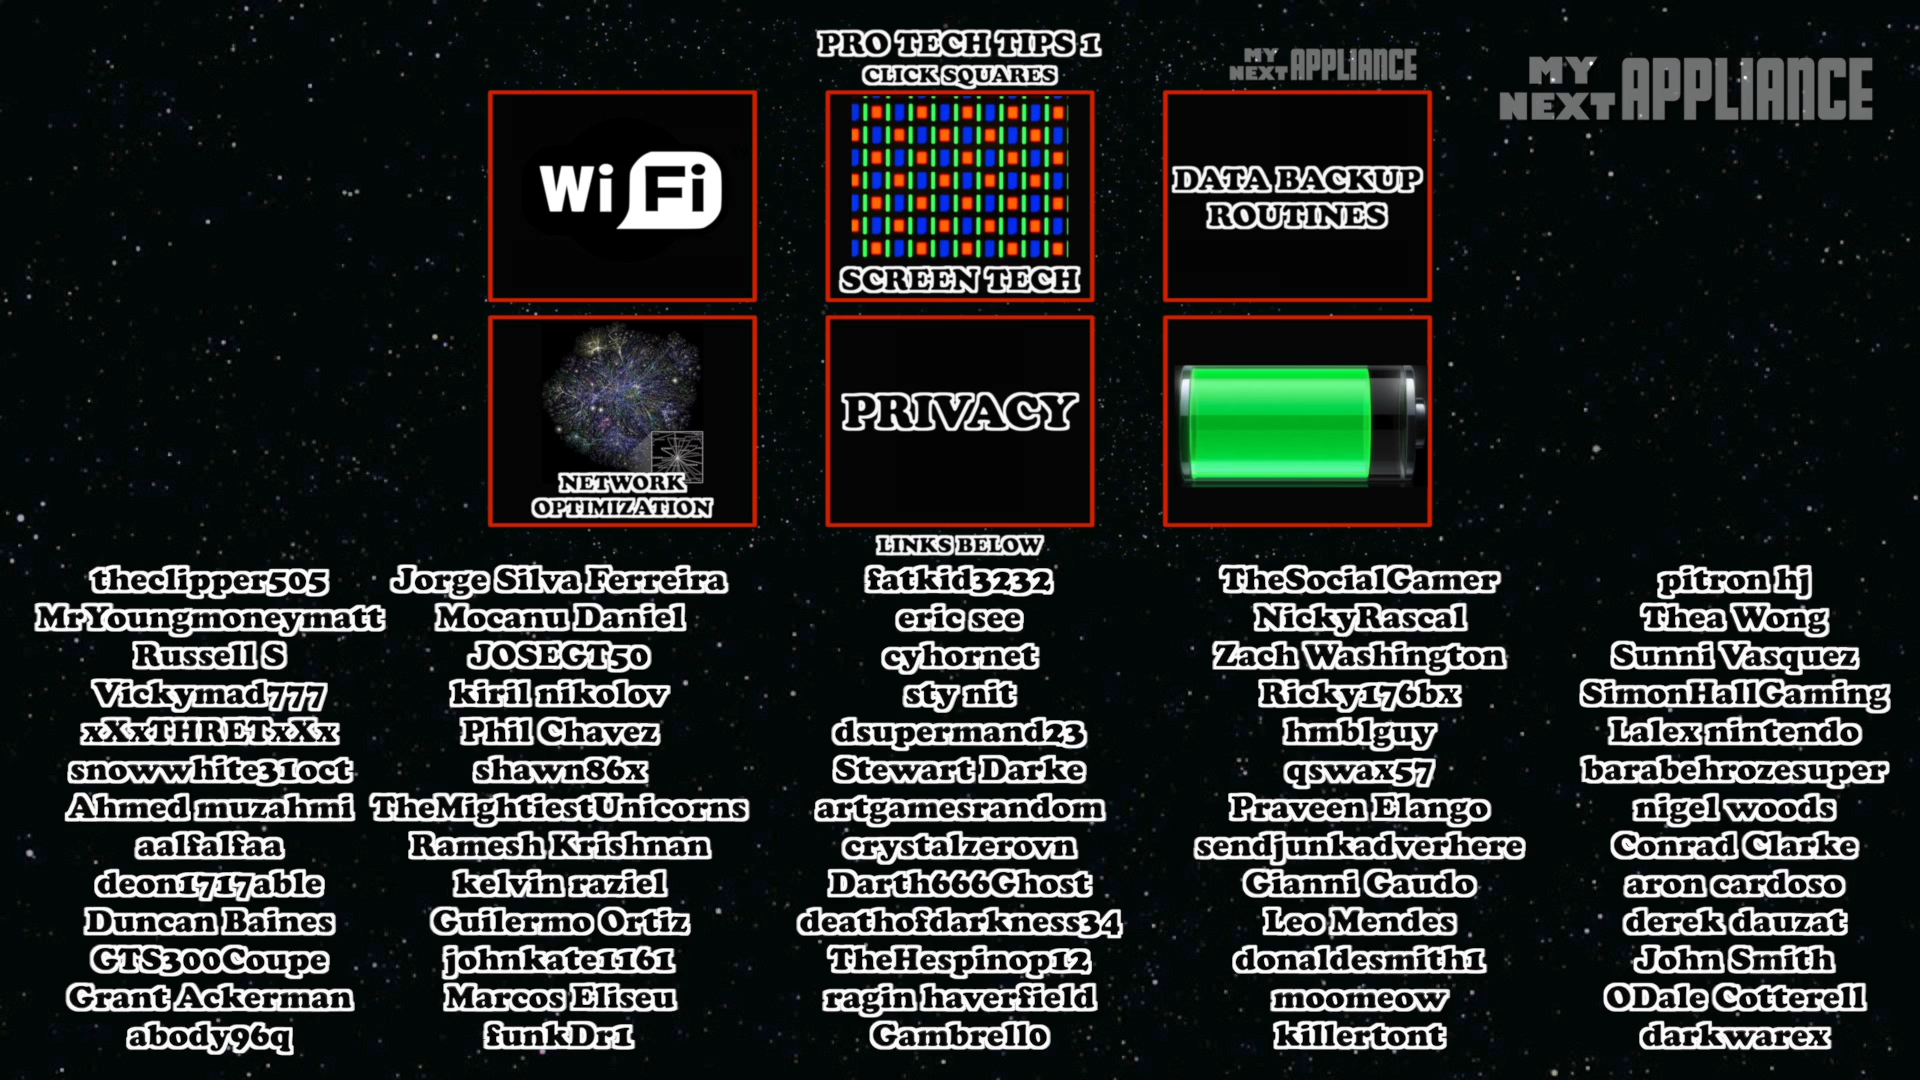 PRO TECH TIPS 1
CLICK SQUARES
MY NEXT APPLIANCE
MY NEXT APPLIANCE
WiFi
SCREEN TECH
DATA BACKUP
ROUTINES
NETWORK
OPTIMIZATION
PRIVACY
LINKS BELOW
theclipper505
MrYoungmoneymatt
Russell S
Vickymad777
xXxTHRETxXx
snowwhite31oct
Ahmed muzahmi
aalfalfaa
deon1717able
Duncan Baines
GTS300Coupe
Grant Ackerman
abody96q
Jorge Silva Ferreira
Mocanu Daniel
JOSEGT50
kiril nikolov
Phil Chavez
shawn86x
TheMightiestUnicorns
Ramesh Krishnan
kelvin raziel
Guilermo Ortiz
johnkate1161
Marcos Eliseu
funkDr1
fatkid3232
eric see
cyhornet
sty nit
dsupermand23
Stewart Darke
artgamesrandom
crystalzerovn
Darth666Ghost
deathofdarkness34
TheHespinop12
ragin haverfield
Gambrell0
TheSocialGamer
NickyRascal
Zach Washington
Ricky176bx
hmblguy
qswax57
Praveen Elango
sendjunkadverhere
Gianni Gaudo
Leo Mendes
donaldesmith1
moomeow
killertont
pitron hj
Thea Wong
Sunni Vasquez
SimonHallGaming
Lalex nintendo
barabehrozesuper
nigel woods
Conrad Clarke
aron cardoso
derek dauzat
John Smith
ODale Cotterell
darkwarex